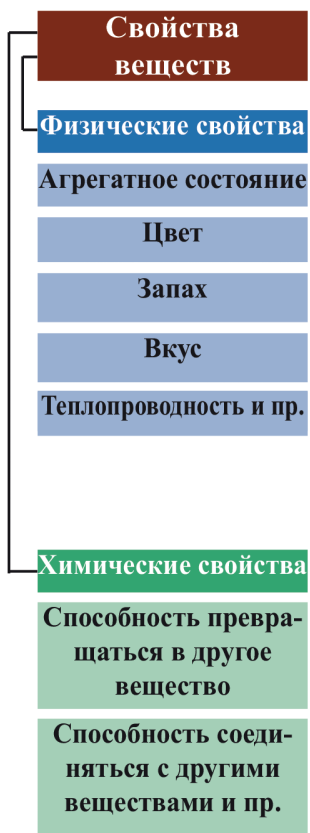 Свойства
веществ
Физические свойства
Агрегатное состояние
Цвет
Запах
Вкус
Теплопроводность и пр.
Химические свойства
Способность превра-
щаться в другое
вещество
Способность соеди-
няться с другими
веществами и пр.